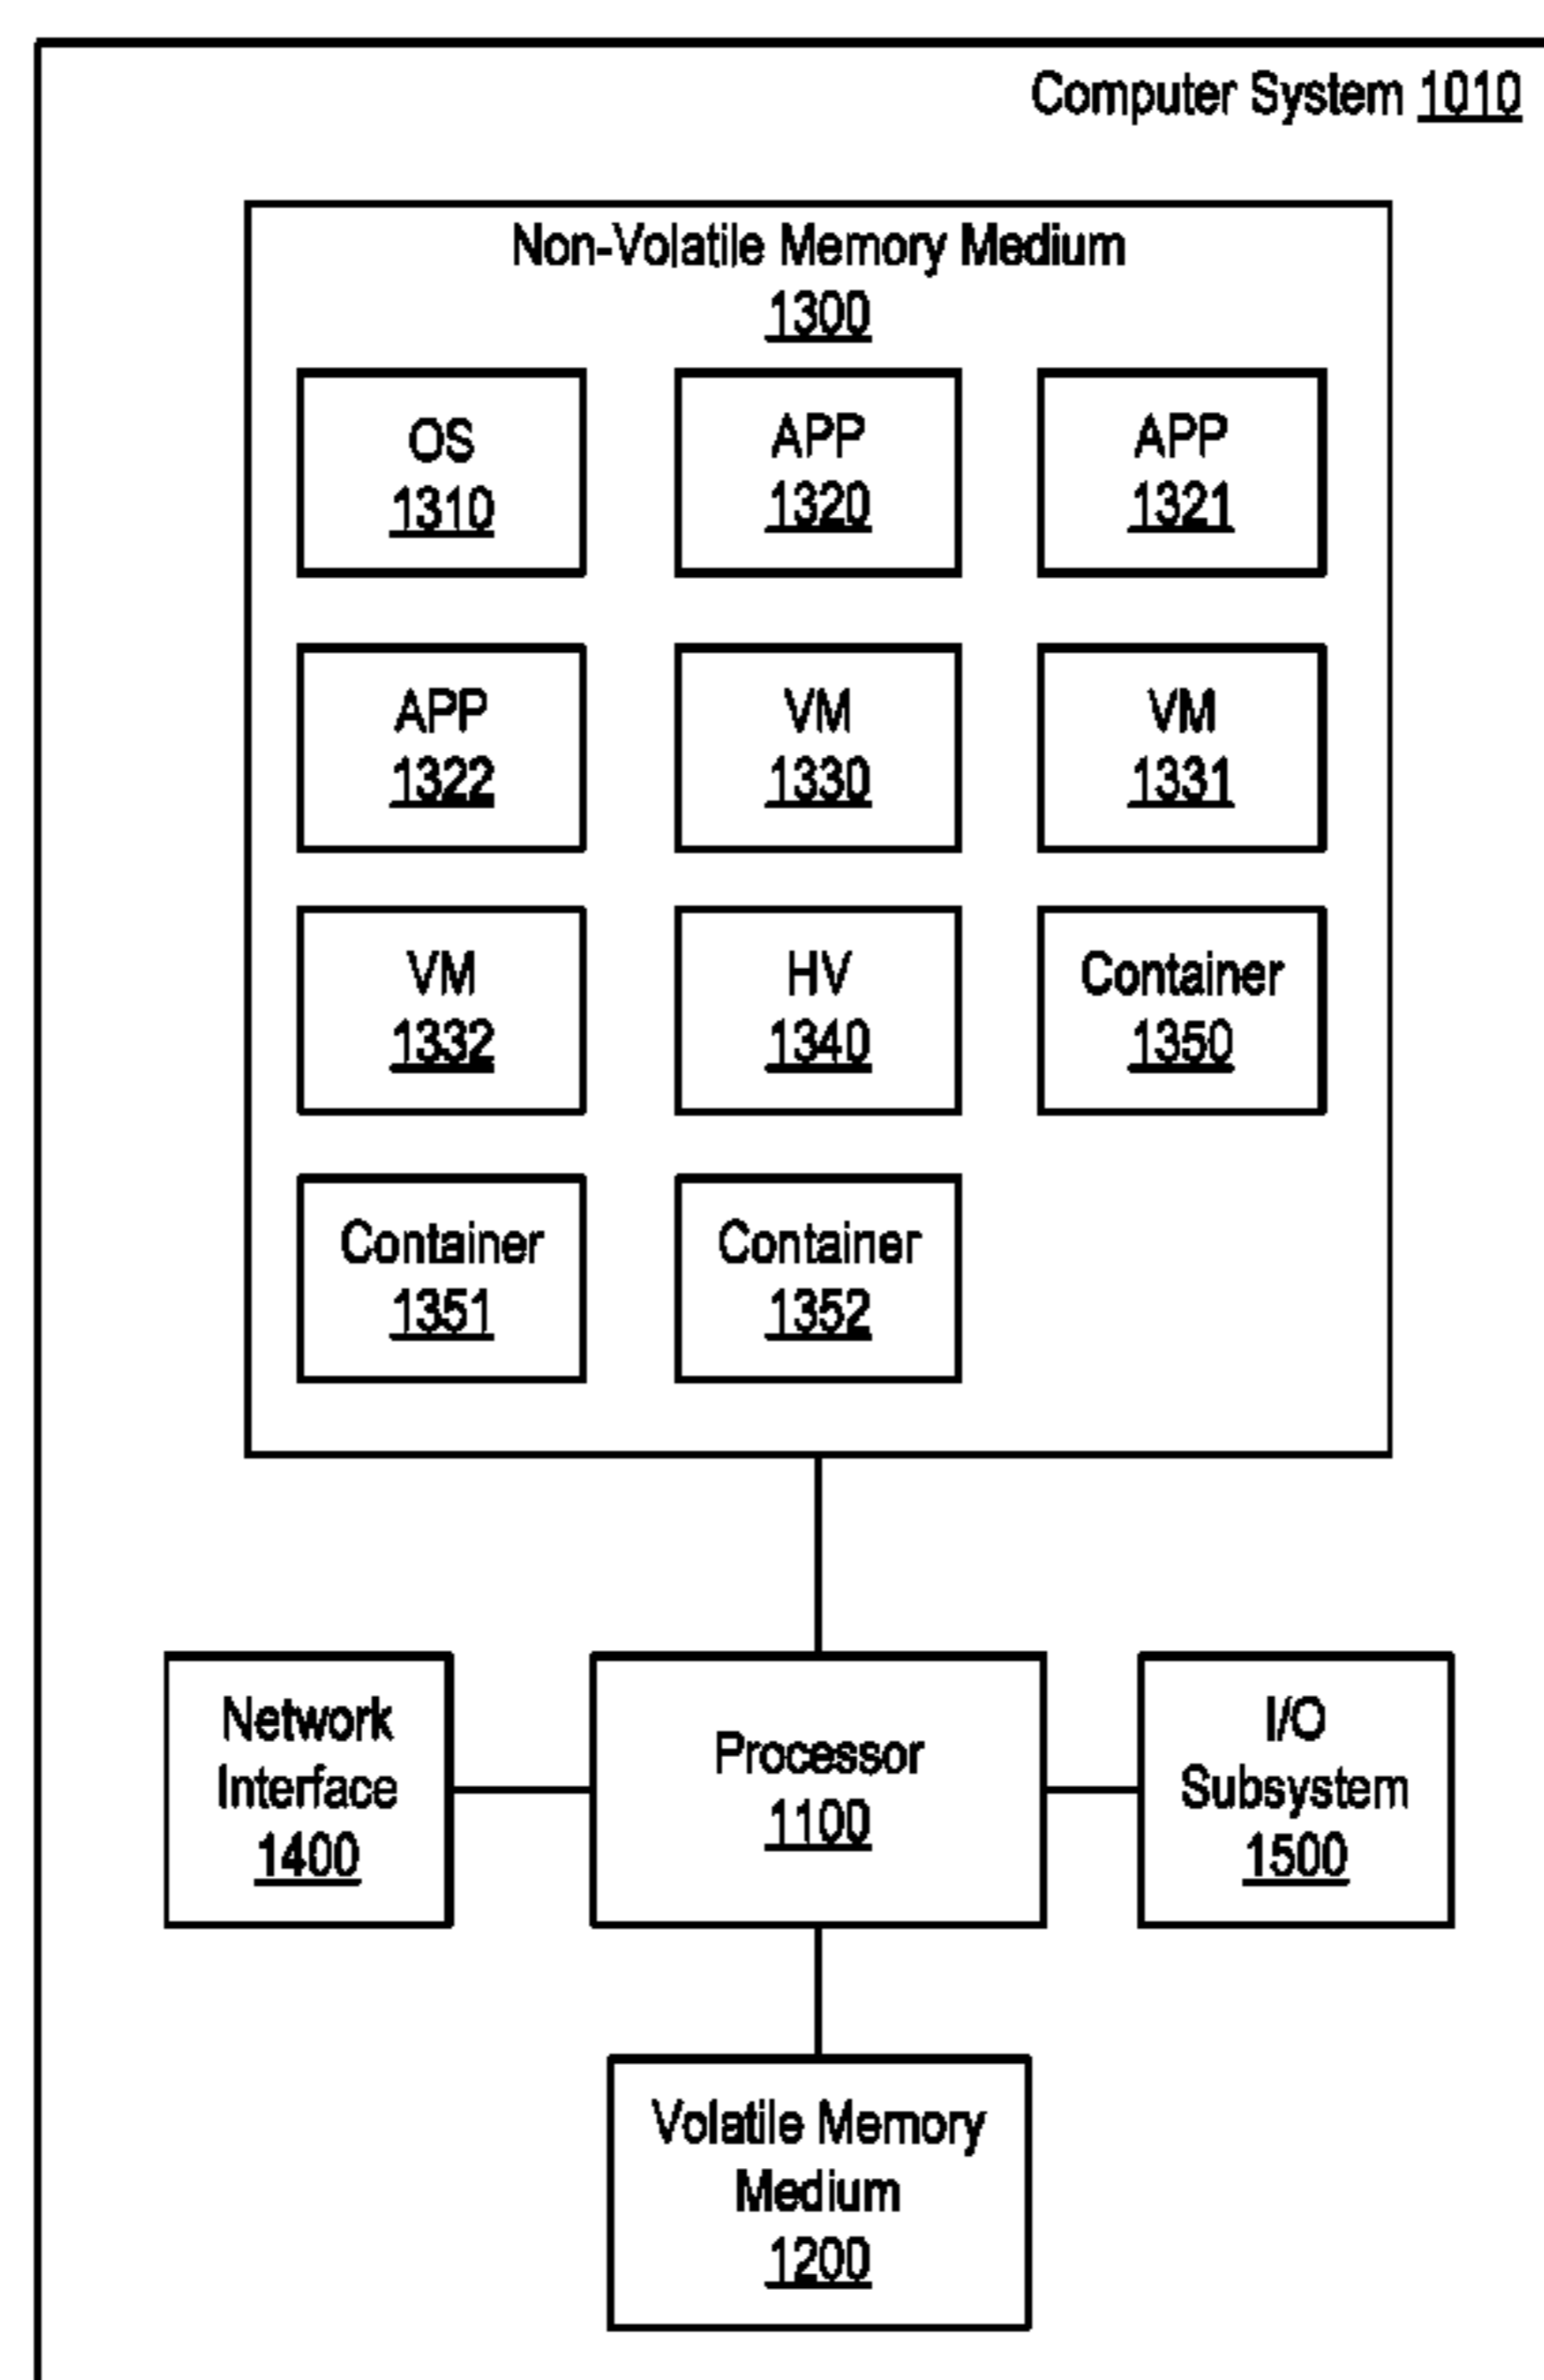 Computer System 1010
Non-Volatile Memory Medium
1300
OS
1310
APP
1320
APP
1321
APP
1322
VM
1330
VM
1331
VM
1332
HV
1340
Container
1350
Container
1351
Container
1352
Network
Interface
1400
Processor
1100
I/O
Subsystem
1500
Volatile Memory
Medium
1200